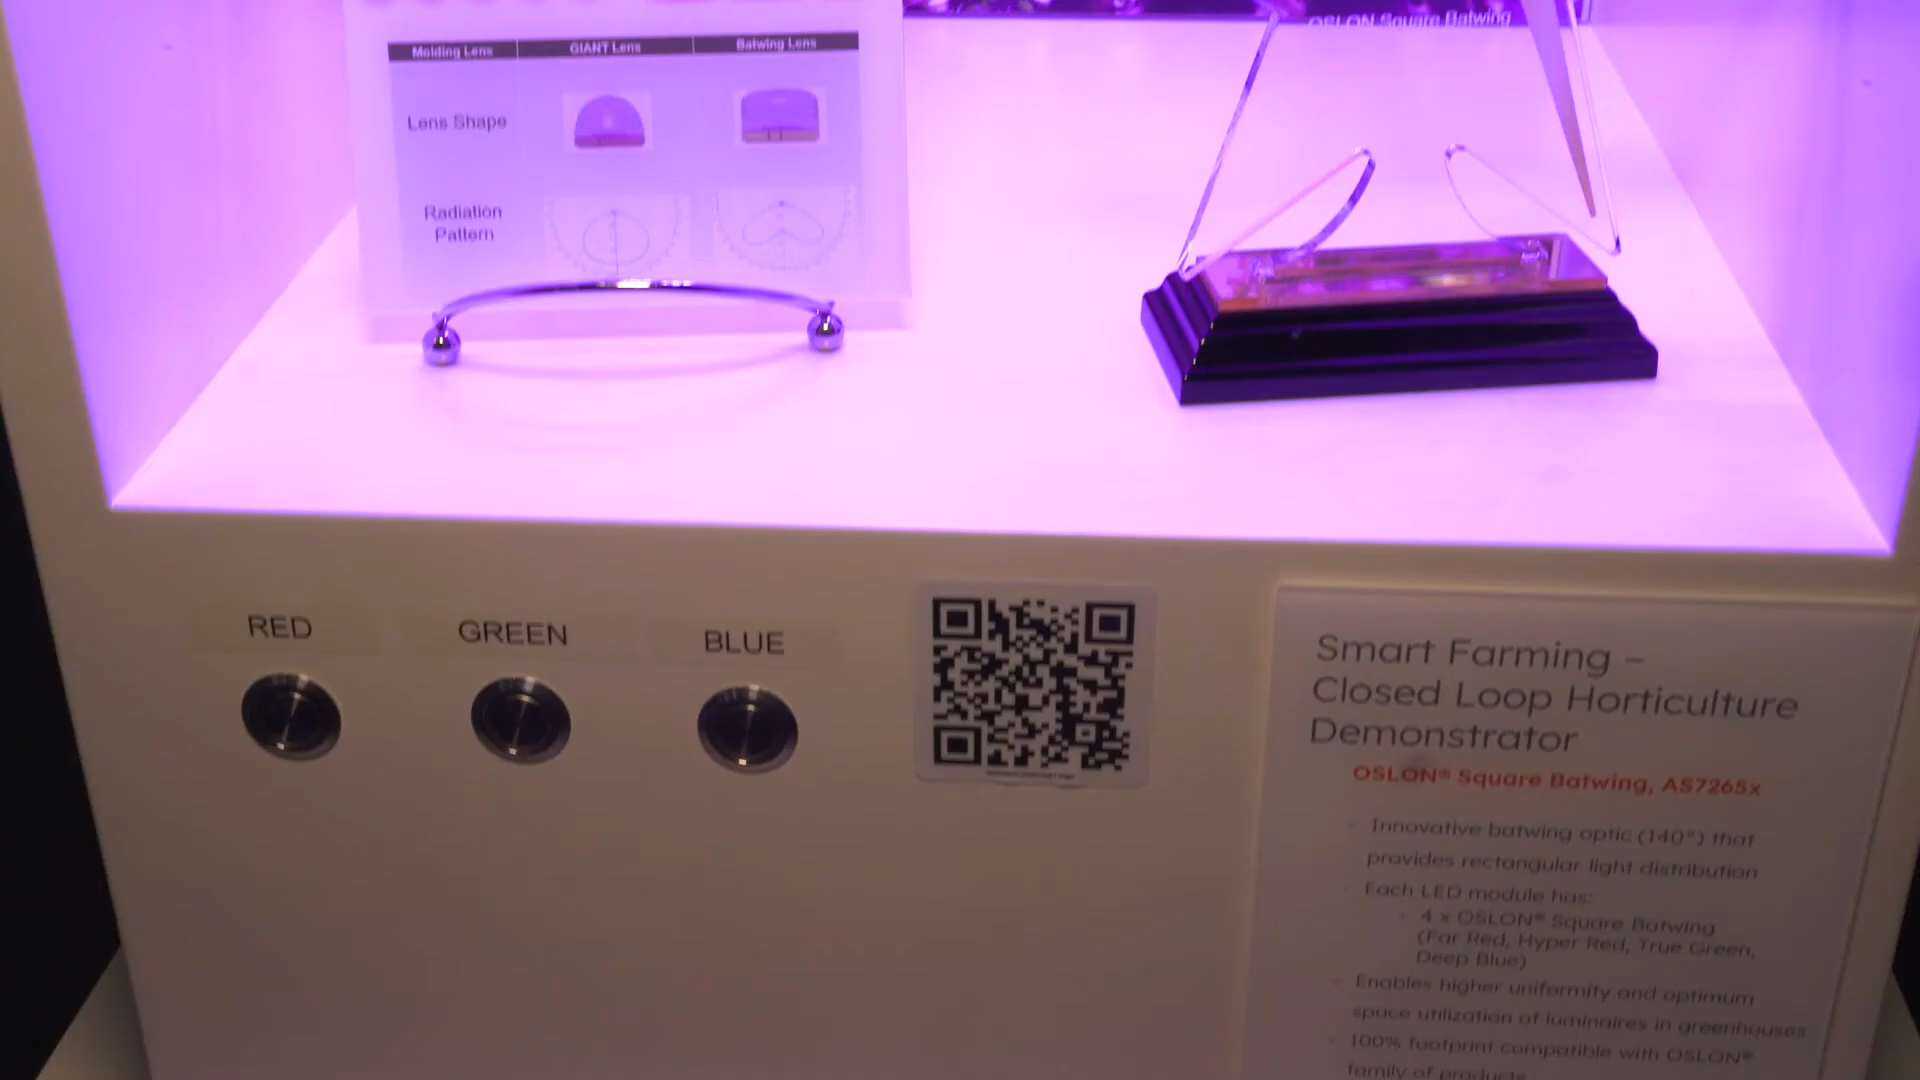 OSLON Square Batwing
Molding Lens GIANT Lens Batwing Lens
Lens Shape
Radiation
Pattern
RED GREEN BLUE
Smart Farming –
Closed Loop Horticulture
Demonstrator
OSLON® Square Batwing, AS7265x
Innovative batwing optic (140°) that
provides rectangular light distribution
Each LED module has:
4 x OSLON® Square Batwing
(Far Red, Hyper Red, True Green,
Deep Blue)
Enables higher uniformity and optimum
space utilization of luminaires in greenhouses
100% footprint compatible with OSLON®
family of products